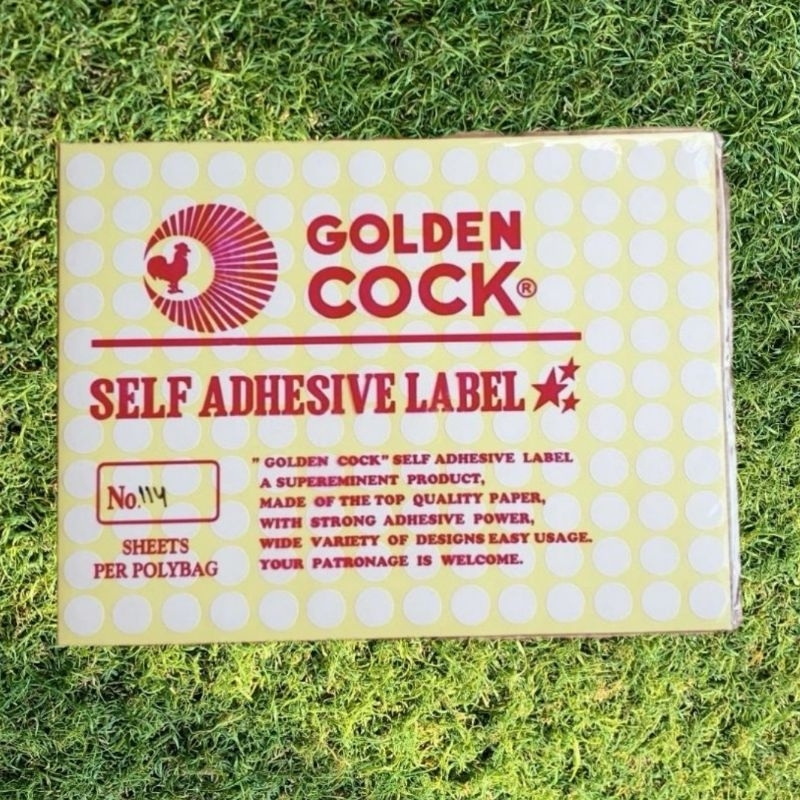 GOLDEN
COCK®
SELF ADHESIVE LABEL
No. 114
SHEETS
PER POLYBAG
" GOLDEN COCK" SELF ADHESIVE LABEL
A SUPEREMINENT PRODUCT,
MADE OF THE TOP QUALITY PAPER,
WITH STRONG ADHESIVE POWER,
WIDE VARIETY OF DESIGNS EASY USAGE.
YOUR PATRONAGE IS WELCOME.